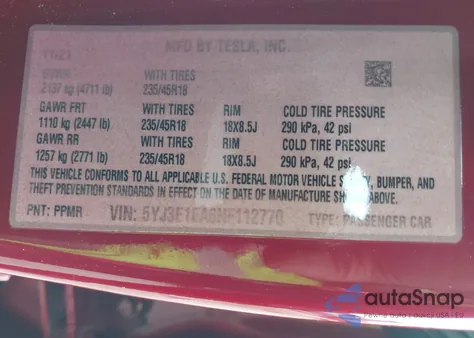 11/21 MFD BY TESLA, INC.
GVWR WITH TIRES
2137 kg (4711 lb) 235/45R18
GAWR FRT WITH TIRES RIM COLD TIRE PRESSURE
1110 kg (2447 lb) 235/45R18 18X8.5J 290 kPa, 42 psi
GAWR RR WITH TIRES RIM COLD TIRE PRESSURE
1257 kg (2771 lb) 235/45R18 18X8.5J 290 kPa, 42 psi
THIS VEHICLE CONFORMS TO ALL APPLICABLE U.S. FEDERAL MOTOR VEHICLE SAFETY, BUMPER, AND
THEFT PREVENTION STANDARDS IN EFFECT ON THE DATE OF MANUFACTURE SHOWN ABOVE.
PNT: PPMR VIN: 5YJ3E1EA6NF112770 TYPE: PASSENGER CAR
autoSnap